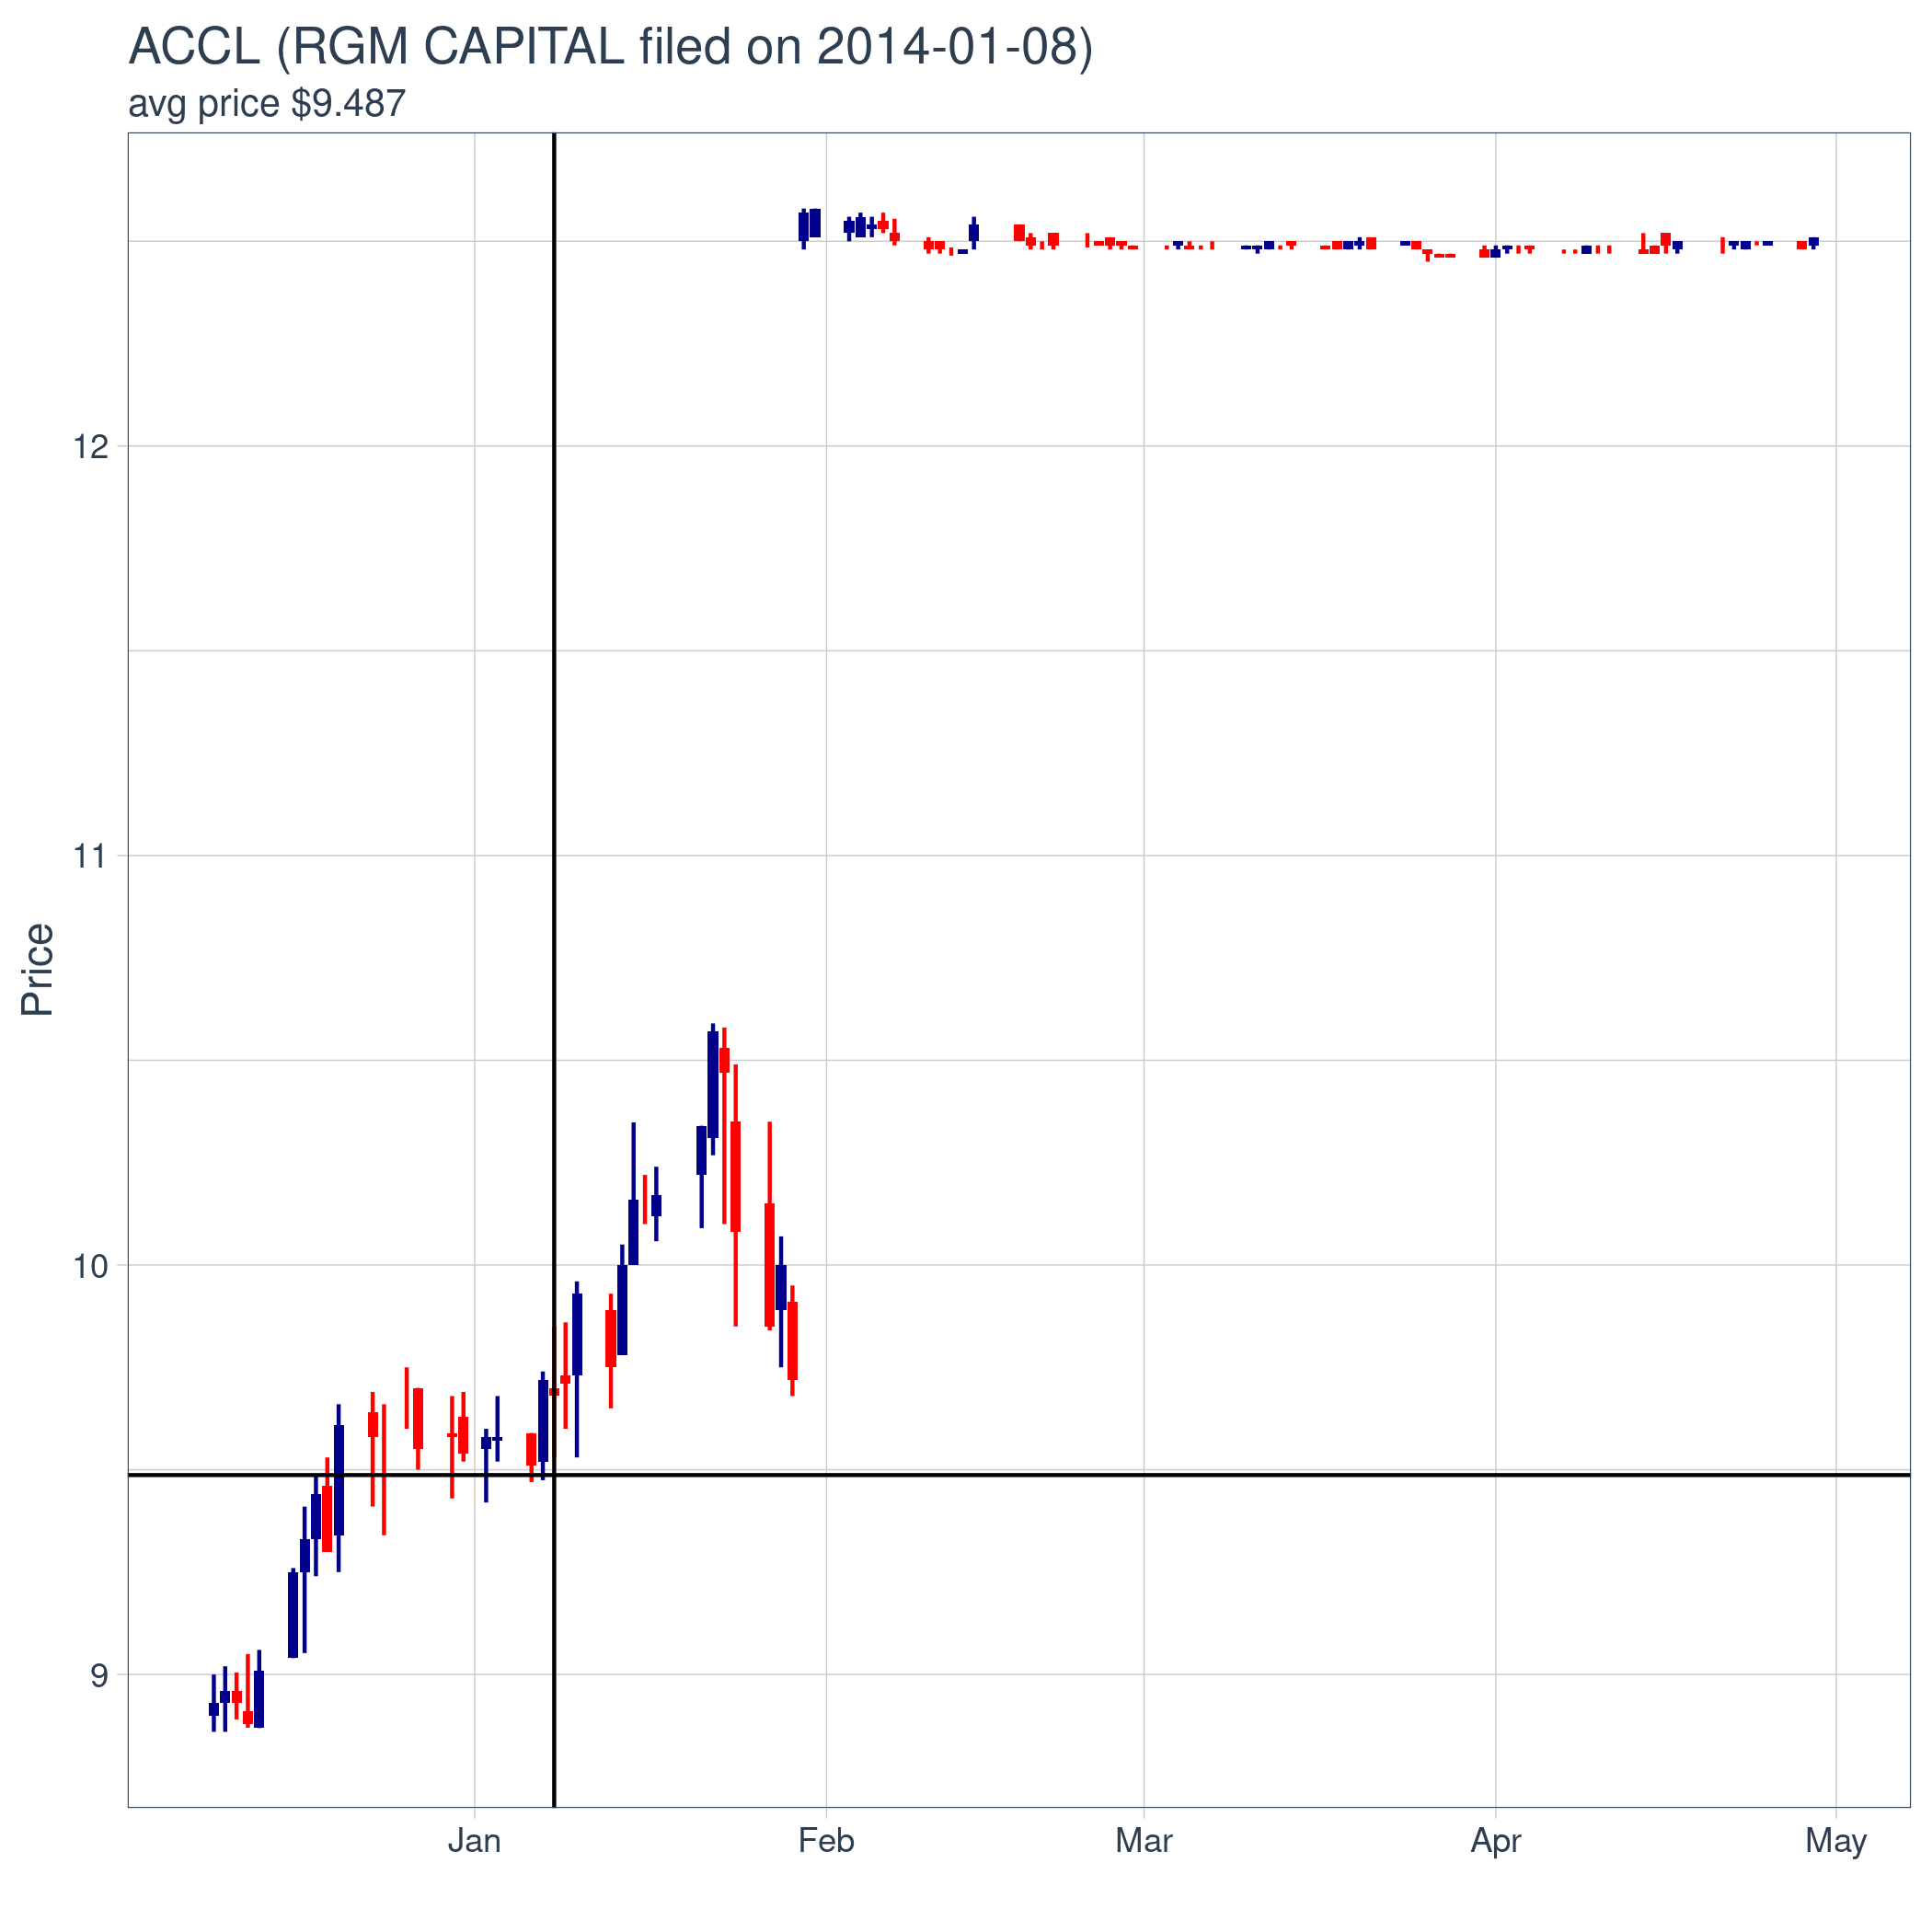 ACCL (RGM CAPITAL filed on 2014-01-08)
avg price $9.487
12
11
10
9
Price
Jan Feb Mar Apr May